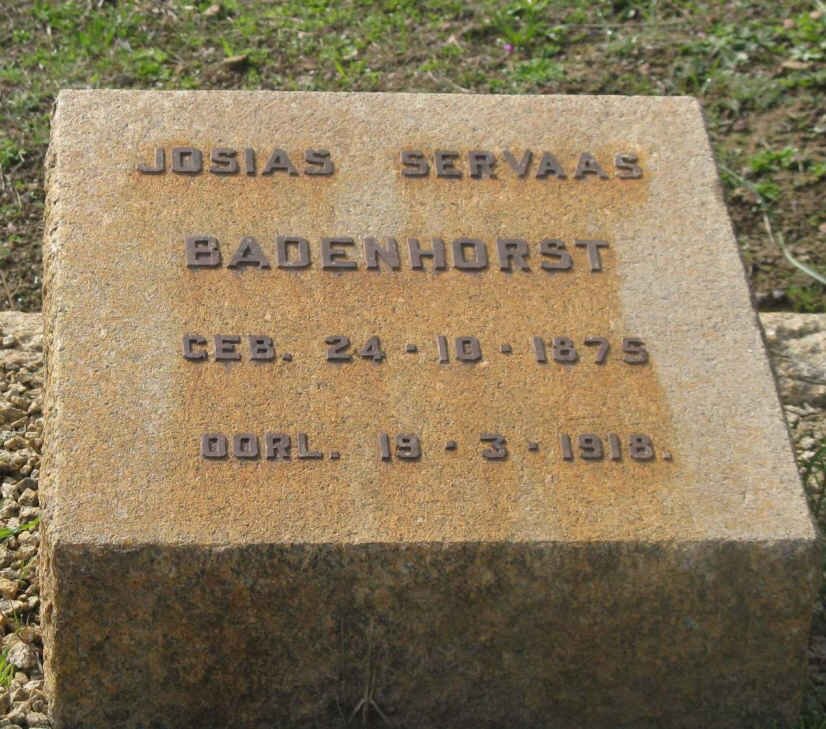 JOSIAS SERVAAS
BADENHORST
GEB. 24 · 10 · 1875
OORL. 19 · 3 · 1918.